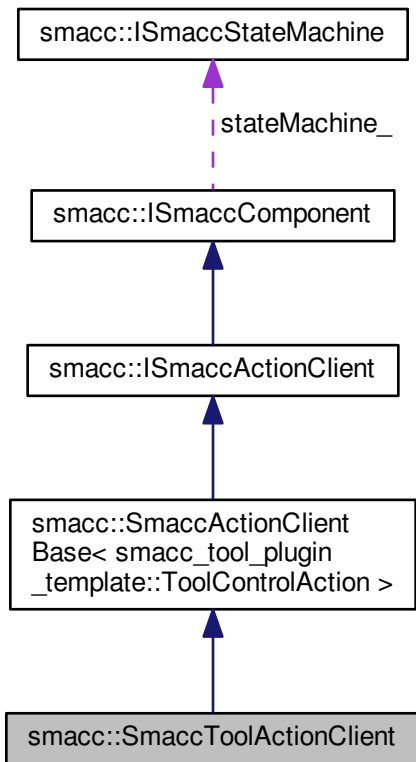 smacc::ISmaccStateMachine
stateMachine_
smacc::ISmaccComponent
smacc::ISmaccActionClient
smacc::SmaccActionClient
Base< smacc_tool_plugin
_template::ToolControlAction >
smacc::SmaccToolActionClient